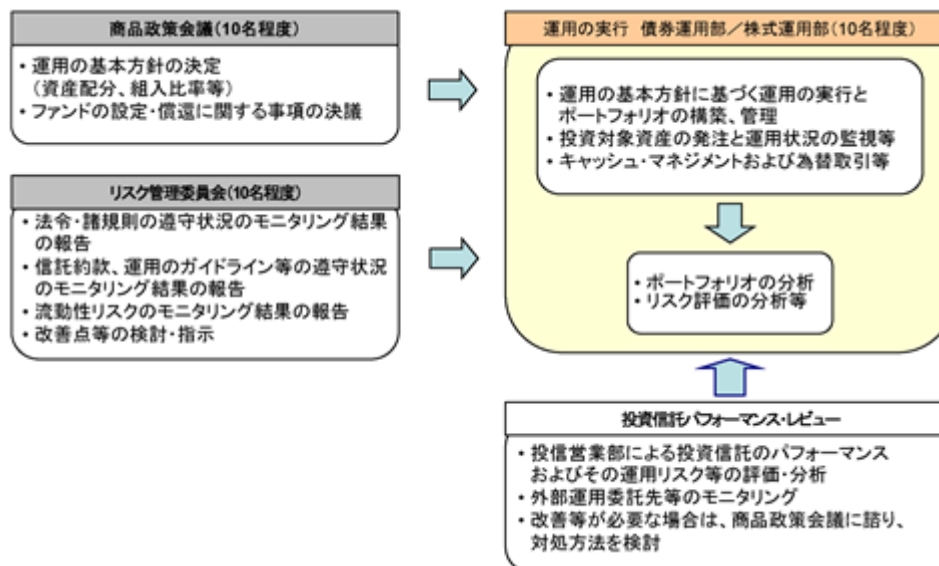 商品政策会議(10名程度)
・運用の基本方針の決定
(資産配分、組入比率等)
・ファンドの設定・償還に関する事項の決議
リスク管理委員会(10名程度)
・法令・諸規則の遵守状況のモニタリング結果
の報告
・信託約款、運用のガイドライン等の遵守状況
のモニタリング結果の報告
・流動性リスクのモニタリング結果の報告
・改善点等の検討・指示
運用の実行 債券運用部/株式運用部(10名程度)
・運用の基本方針に基づく運用の実行と
ポートフォリオの構築、管理
・投資対象資産の発注と運用状況の監視等
・キャッシュ・マネジメントおよび為替取引等
・ポートフォリオの分析
・リスク評価の分析等
投資信託パフォーマンス・レビュー
・投信営業部による投資信託のパフォーマンス
およびその運用リスク等の評価・分析
・外部運用委託先等のモニタリング
・改善等が必要な場合は、商品政策会議に諮り、
対処方法を検討